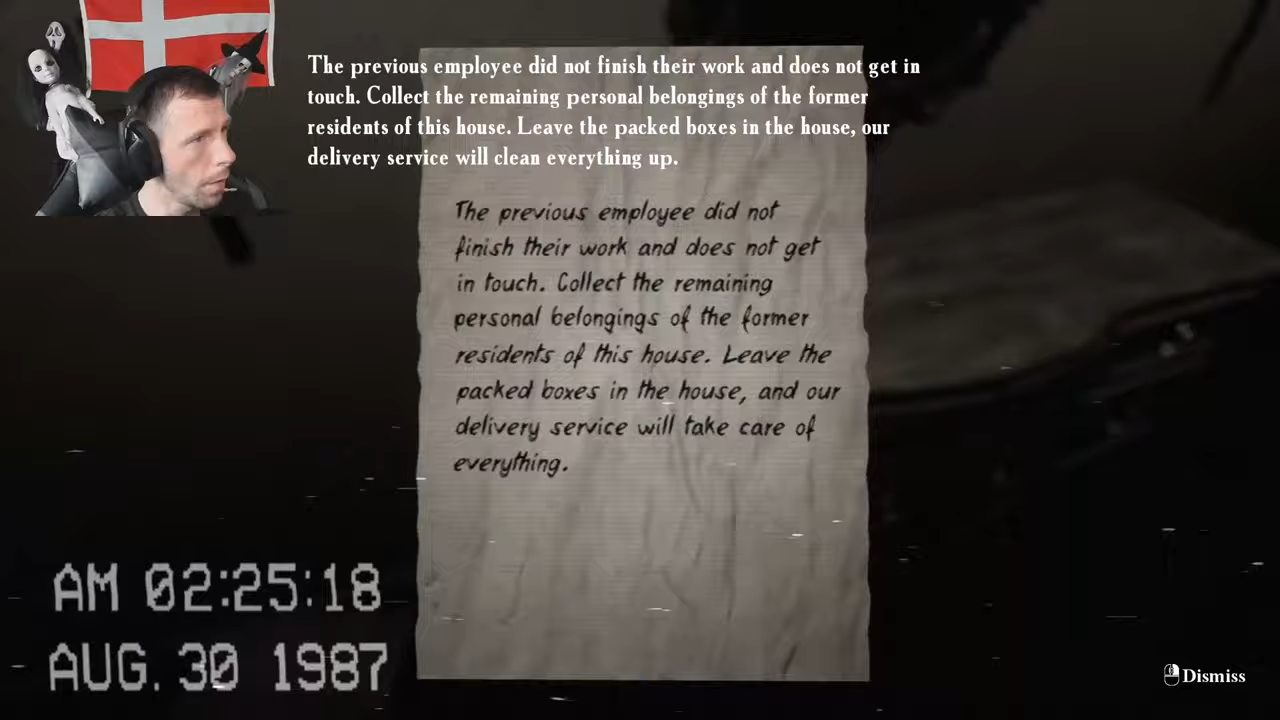 The previous employee did not finish their work and does not get in
touch. Collect the remaining personal belongings of the former
residents of this house. Leave the packed boxes in the house, our
delivery service will clean everything up.
The previous employee did not
finish their work and does not get
in touch. Collect the remaining
personal belongings of the former
residents of this house. Leave the
packed boxes in the house, and our
delivery service will take care of
everything.
AM 02:25:18
AUG. 30 1987
Dismiss